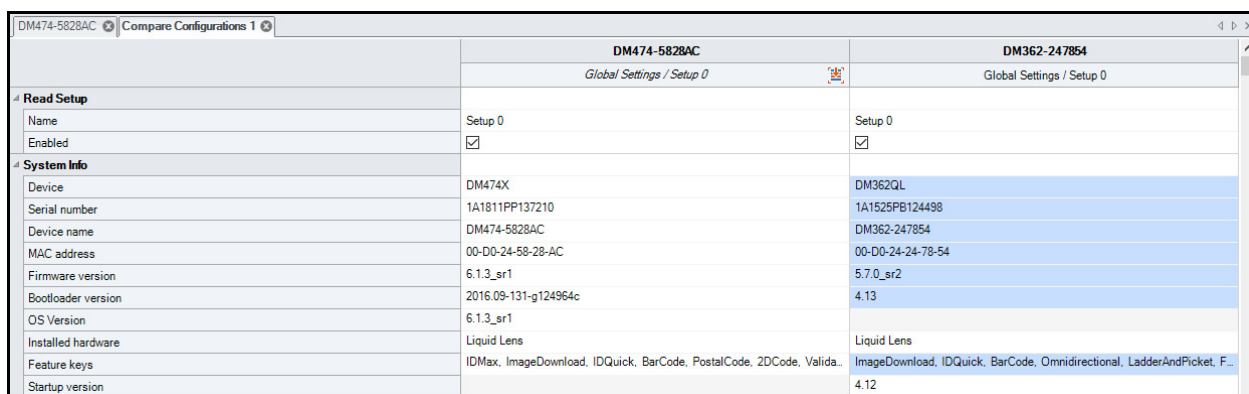 DM474-5828AC Compare Configurations 1
DM474-5828AC DM362-247854
Global Settings / Setup 0 Global Settings / Setup 0
Read Setup
Name Setup 0 Setup 0
Enabled
System Info
Device DM474X DM362QL
Serial number 1A1811PP137210 1A1525PB124498
Device name DM474-5828AC DM362-247854
MAC address 00-D0-24-58-28-AC 00-D0-24-24-78-54
Firmware version 6.1.3_sr1 5.7.0_sr2
Bootloader version 2016.09-131-g124964c 4.13
OS Version 6.1.3_sr1
Installed hardware Liquid Lens Liquid Lens
Feature keys IDMax, ImageDownload, IDQuick, BarCode, PostalCode, 2DCode, Valida... ImageDownload, IDQuick, BarCode, Omnidirectional, LadderAndPicket, F...
Startup version 4.12